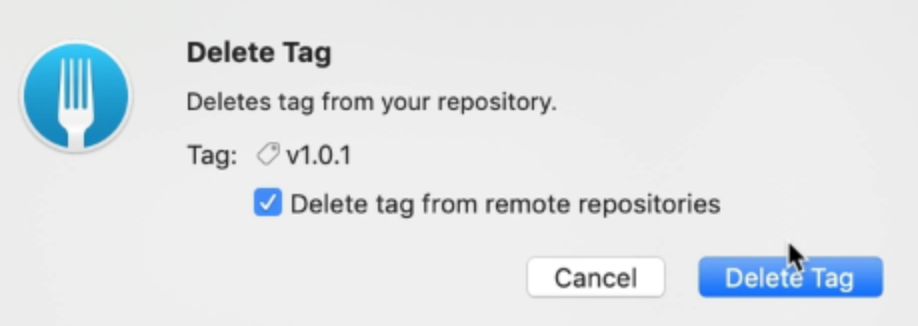 Delete Tag
Deletes tag from your repository.
Tag: v1.0.1
Delete tag from remote repositories
Cancel Delete Tag